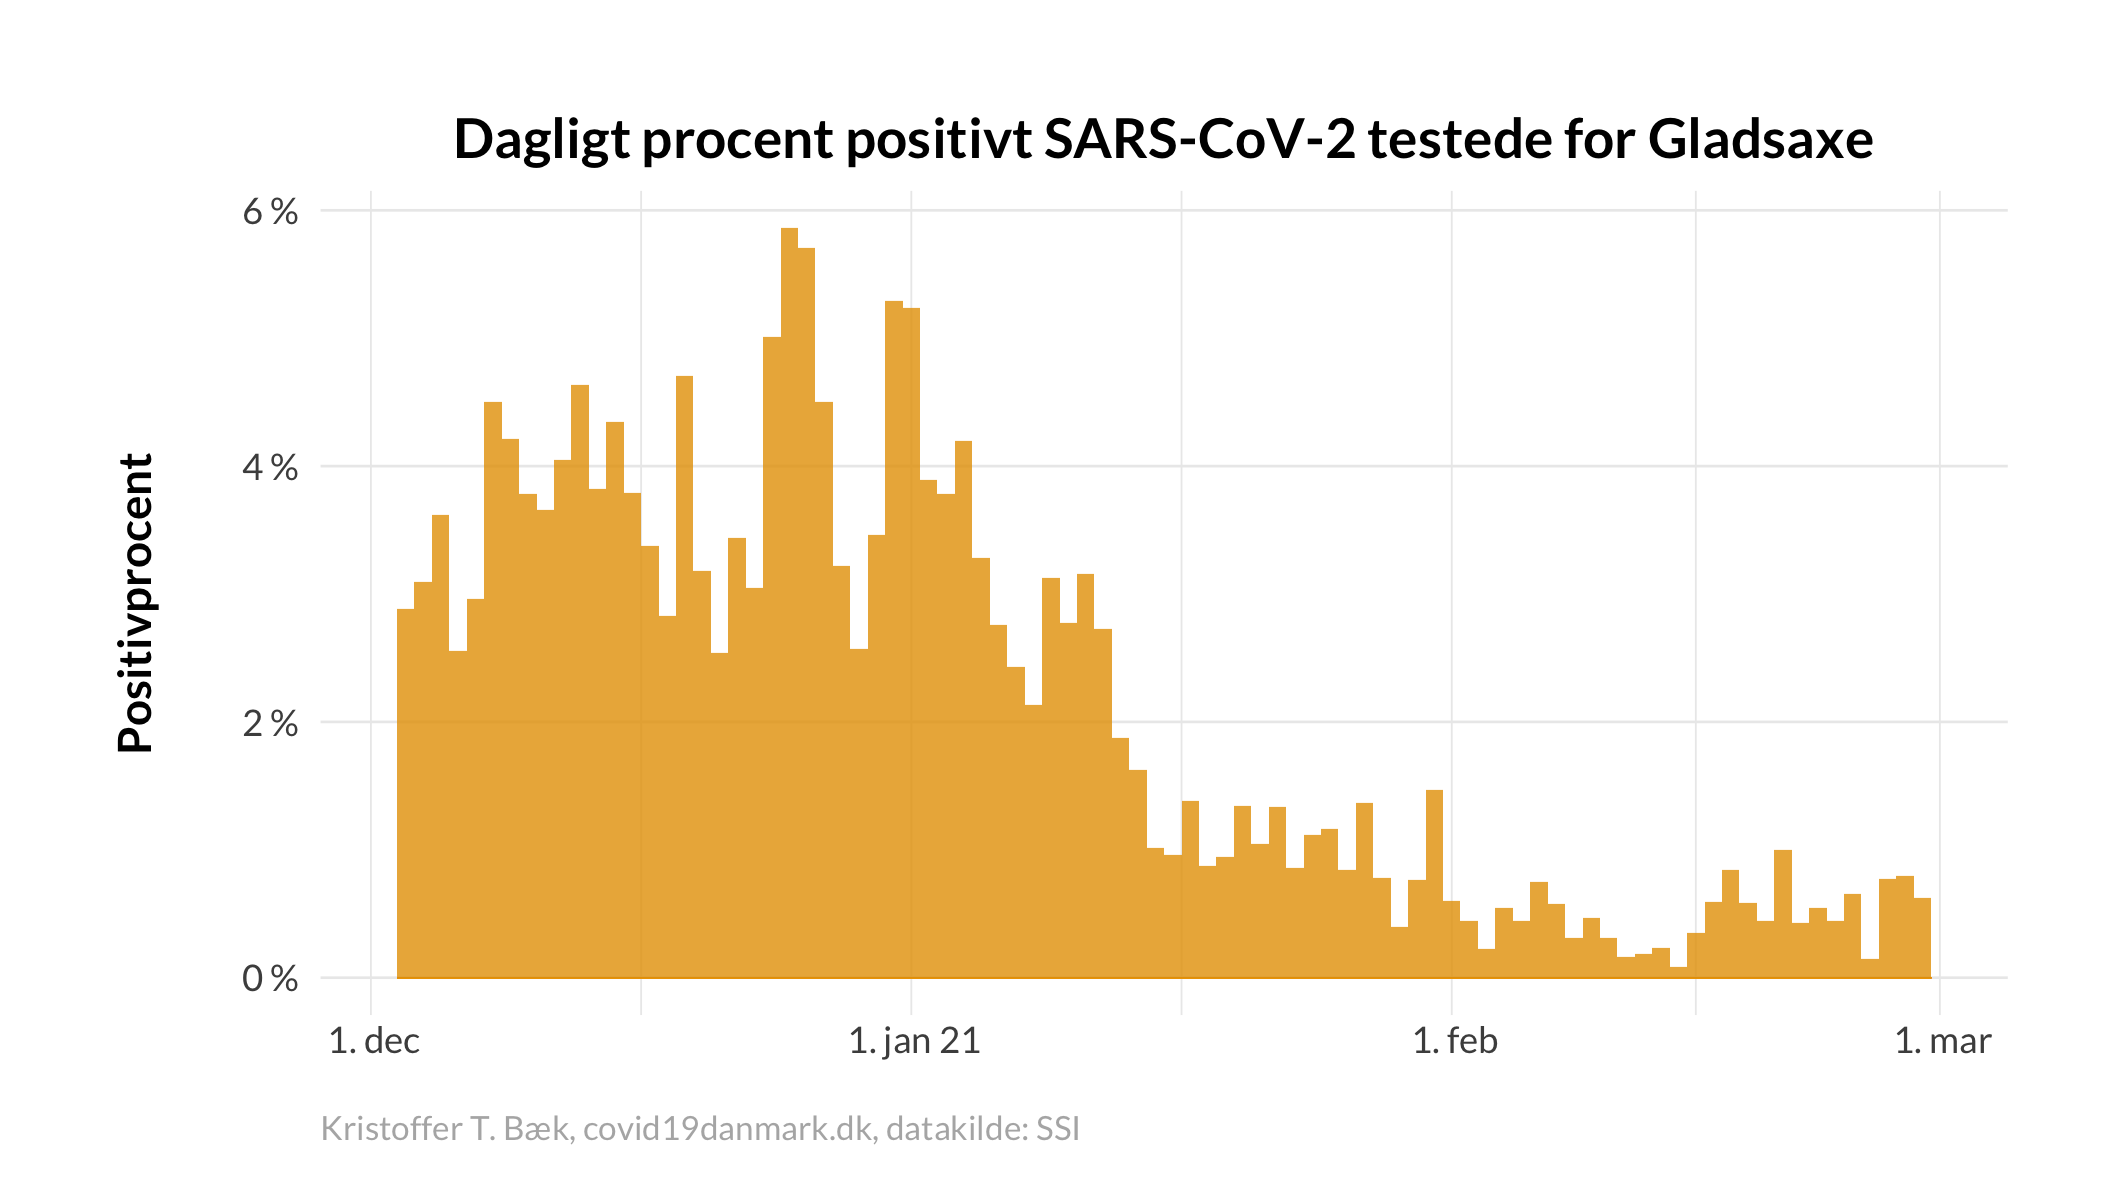 Dagligt procent positivt SARS-CoV-2 testede for Gladsaxe
Positivprocent
6 %
4 %
2 %
0 %
1. dec
1. jan 21
1. feb
1. mar
Kristoffer T. Bæk, covid19danmark.dk, datakilde: SSI